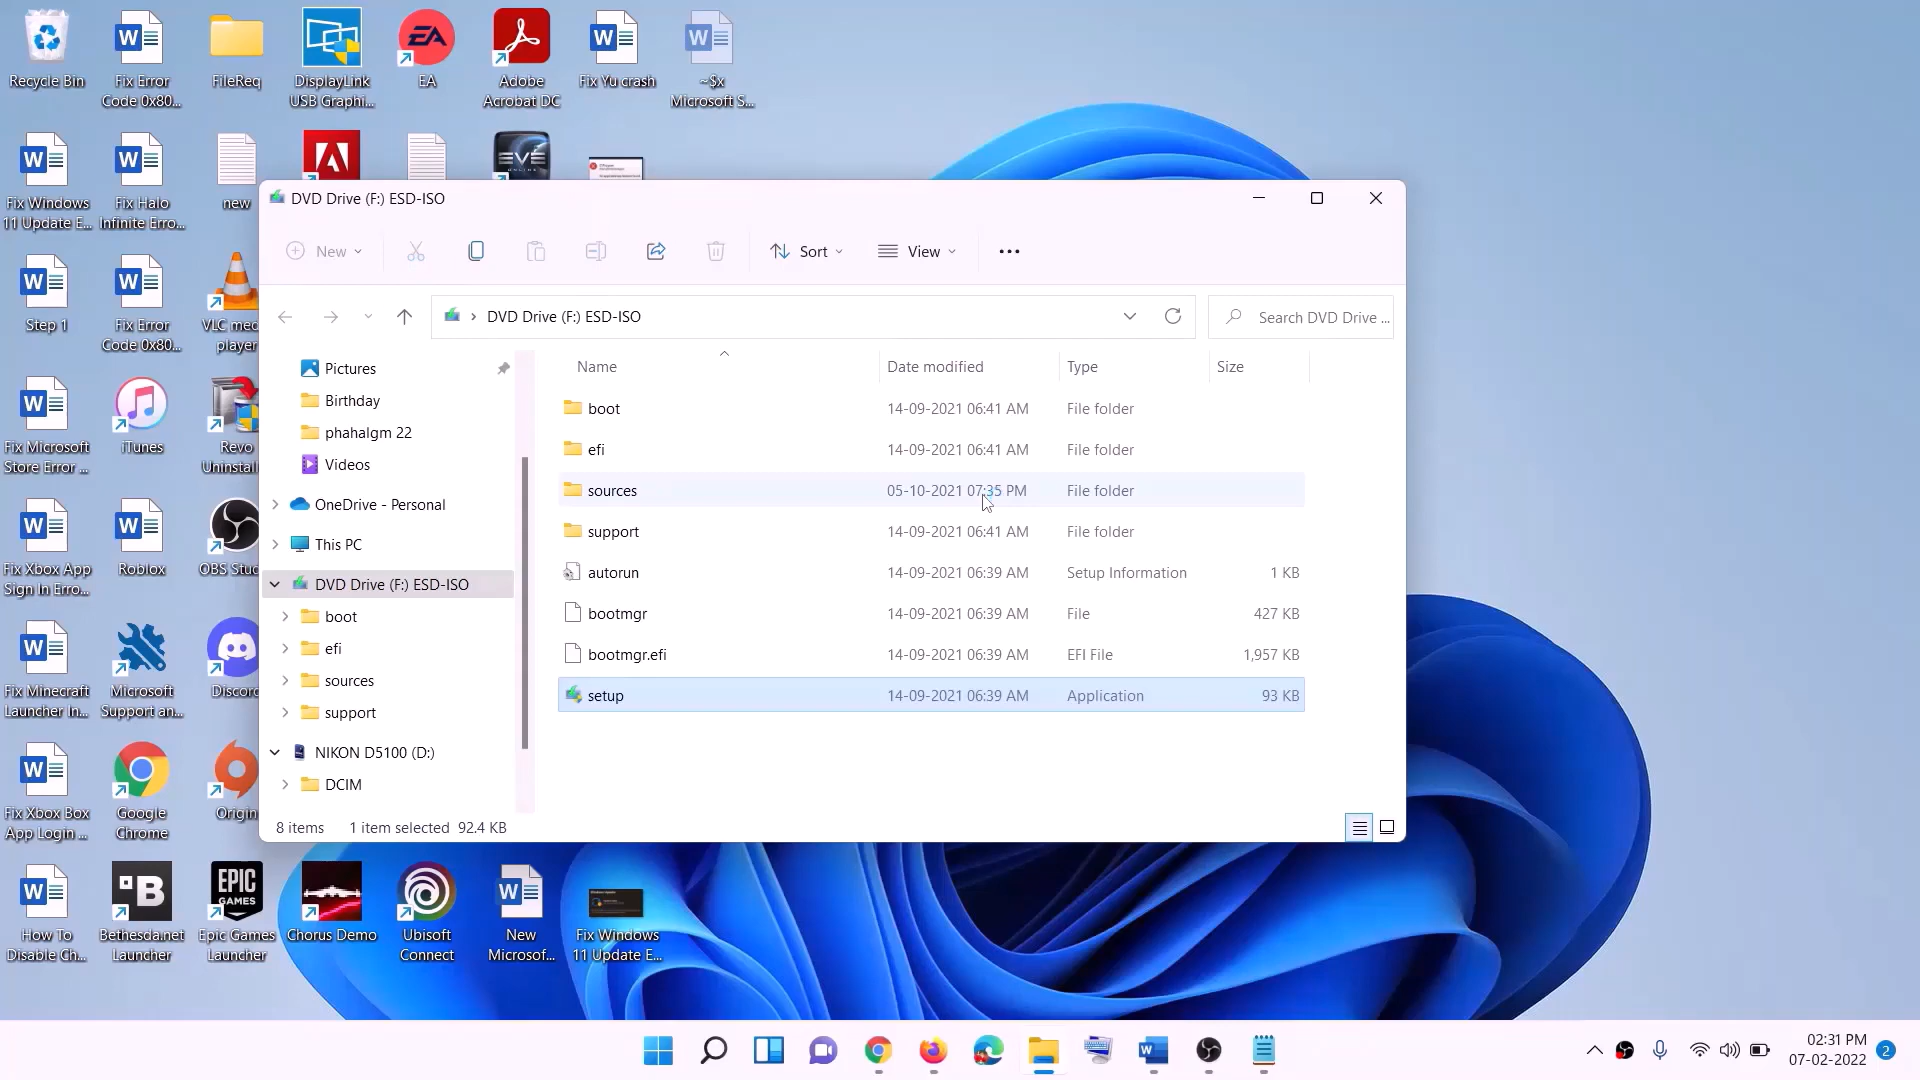 Recycle Bin
Fix Error
Code 0x80...
FileReq
DisplayLink
USB Graphi...
EA
Adobe
Acrobat DC
Fix Yu crash
~$x
Microsoft S...
Fix Windows
11 Update E...
Fix Halo
Infinite Erro...
new
EVE
ONLINE
Step 1
Fix Error
Code 0x80...
VLC med
player
Fix Microsoft
Store Error ...
iTunes
Revo
Uninstall
Fix Xbox App
Sign In Erro...
Roblox
OBS Stud
Fix Minecraft
Launcher In...
Microsoft
Support an...
Discord
Fix Xbox Box
App Login ...
Google
Chrome
Origin
How To
Disable Ch...
Bethesda.net
Launcher
EPIC
GAMES
Epic Games
Launcher
Chorus Demo
Ubisoft
Connect
New
Microsof...
Fix Windows
11 Update E...
DVD Drive (F:) ESD-ISO
New
Sort
View
DVD Drive (F:) ESD-ISO
Search DVD Drive ...
Pictures
Birthday
phahalgm 22
Videos
OneDrive - Personal
This PC
DVD Drive (F:) ESD-ISO
boot
efi
sources
support
NIKON D5100 (D:)
DCIM
Name Date modified Type Size
boot 14-09-2021 06:41 AM File folder
efi 14-09-2021 06:41 AM File folder
sources 05-10-2021 07:35 PM File folder
support 14-09-2021 06:41 AM File folder
autorun 14-09-2021 06:39 AM Setup Information 1 KB
bootmgr 14-09-2021 06:39 AM File 427 KB
bootmgr.efi 14-09-2021 06:39 AM EFI File 1,957 KB
setup 14-09-2021 06:39 AM Application 93 KB
8 items 1 item selected 92.4 KB
02:31 PM
07-02-2022
2